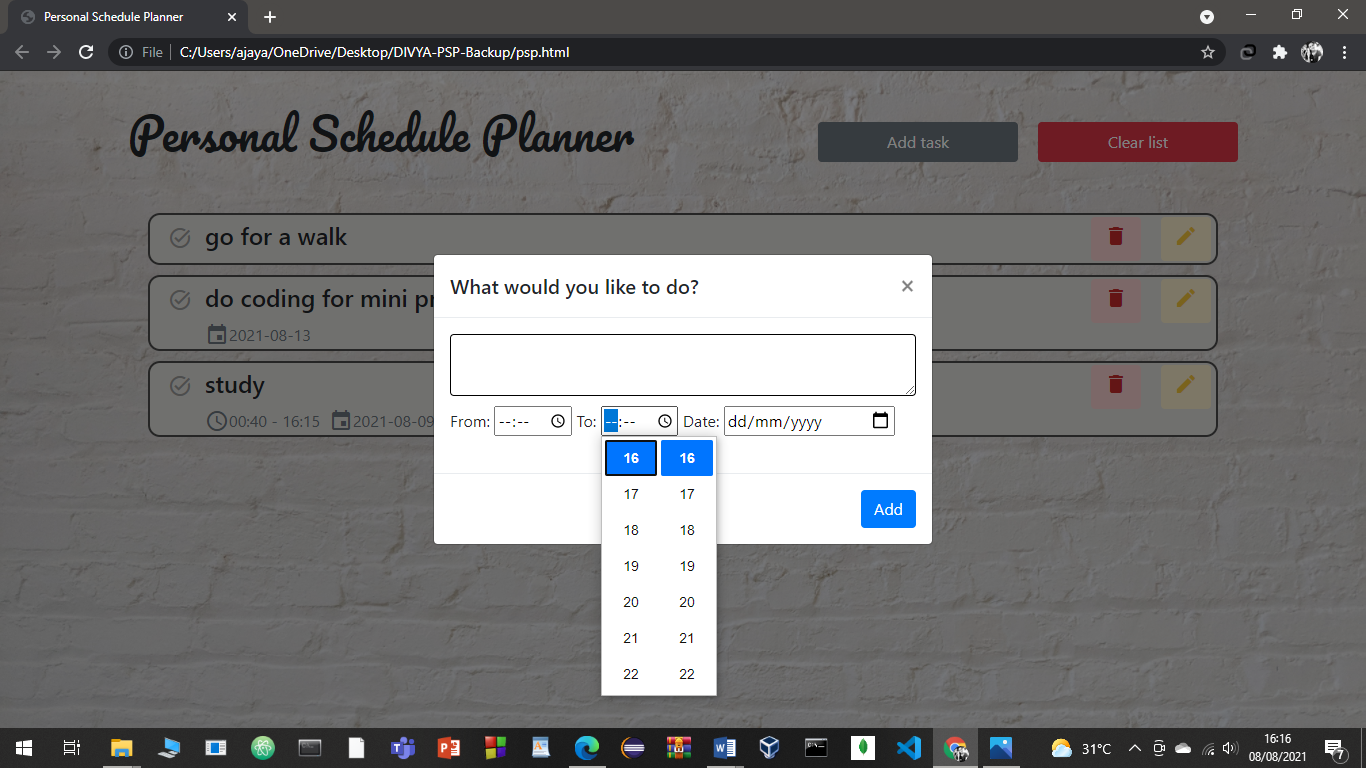 Personal Schedule Planner
File
C:/Users/ajaya/OneDrive/Desktop/DIVYA-PSP-Backup/psp.html
Personal Schedule Planner
Add task
Clear list
go for a walk
What would you like to do?
×
do coding for mini pr
2021-08-13
study
00:40 - 16:15 2021-08-09
From: --:-- To: --:-- Date: dd/mm/yyyy
16 16
17 17
18 18
19 19
20 20
21 21
22 22
Add
31°C
16:16
08/08/2021
7